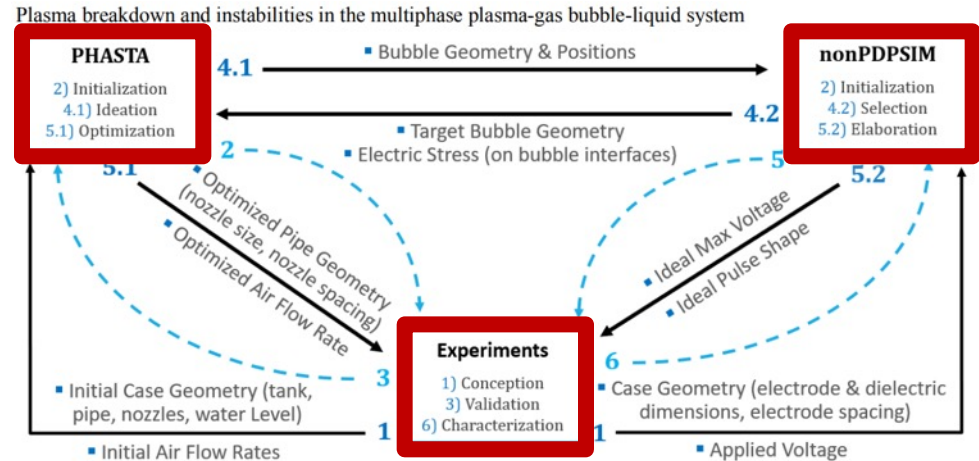 Plasma breakdown and instabilities in the multiphase plasma-gas bubble-liquid system
PHASTA
2) Initialization
4.1) Ideation
5.1) Optimization
4.1
▪ Bubble Geometry & Positions
nonPDPSIM
2) Initialization
4.2) Selection
5.2) Elaboration
4.2
▪ Target Bubble Geometry
▪ Electric Stress (on bubble interfaces)
5.1
2
5
5.2
▪ Optimized Pipe Geometry
(nozzle size, nozzle spacing)
▪ Optimized Air Flow Rate
▪ Ideal Max Voltage
▪ Ideal Pulse Shape
Experiments
1) Conception
3) Validation
6) Characterization
3
6
▪ Initial Case Geometry (tank,
pipe, nozzles, water Level)
1
▪ Initial Air Flow Rates
▪ Case Geometry (electrode & dielectric
dimensions, electrode spacing)
1
▪ Applied Voltage